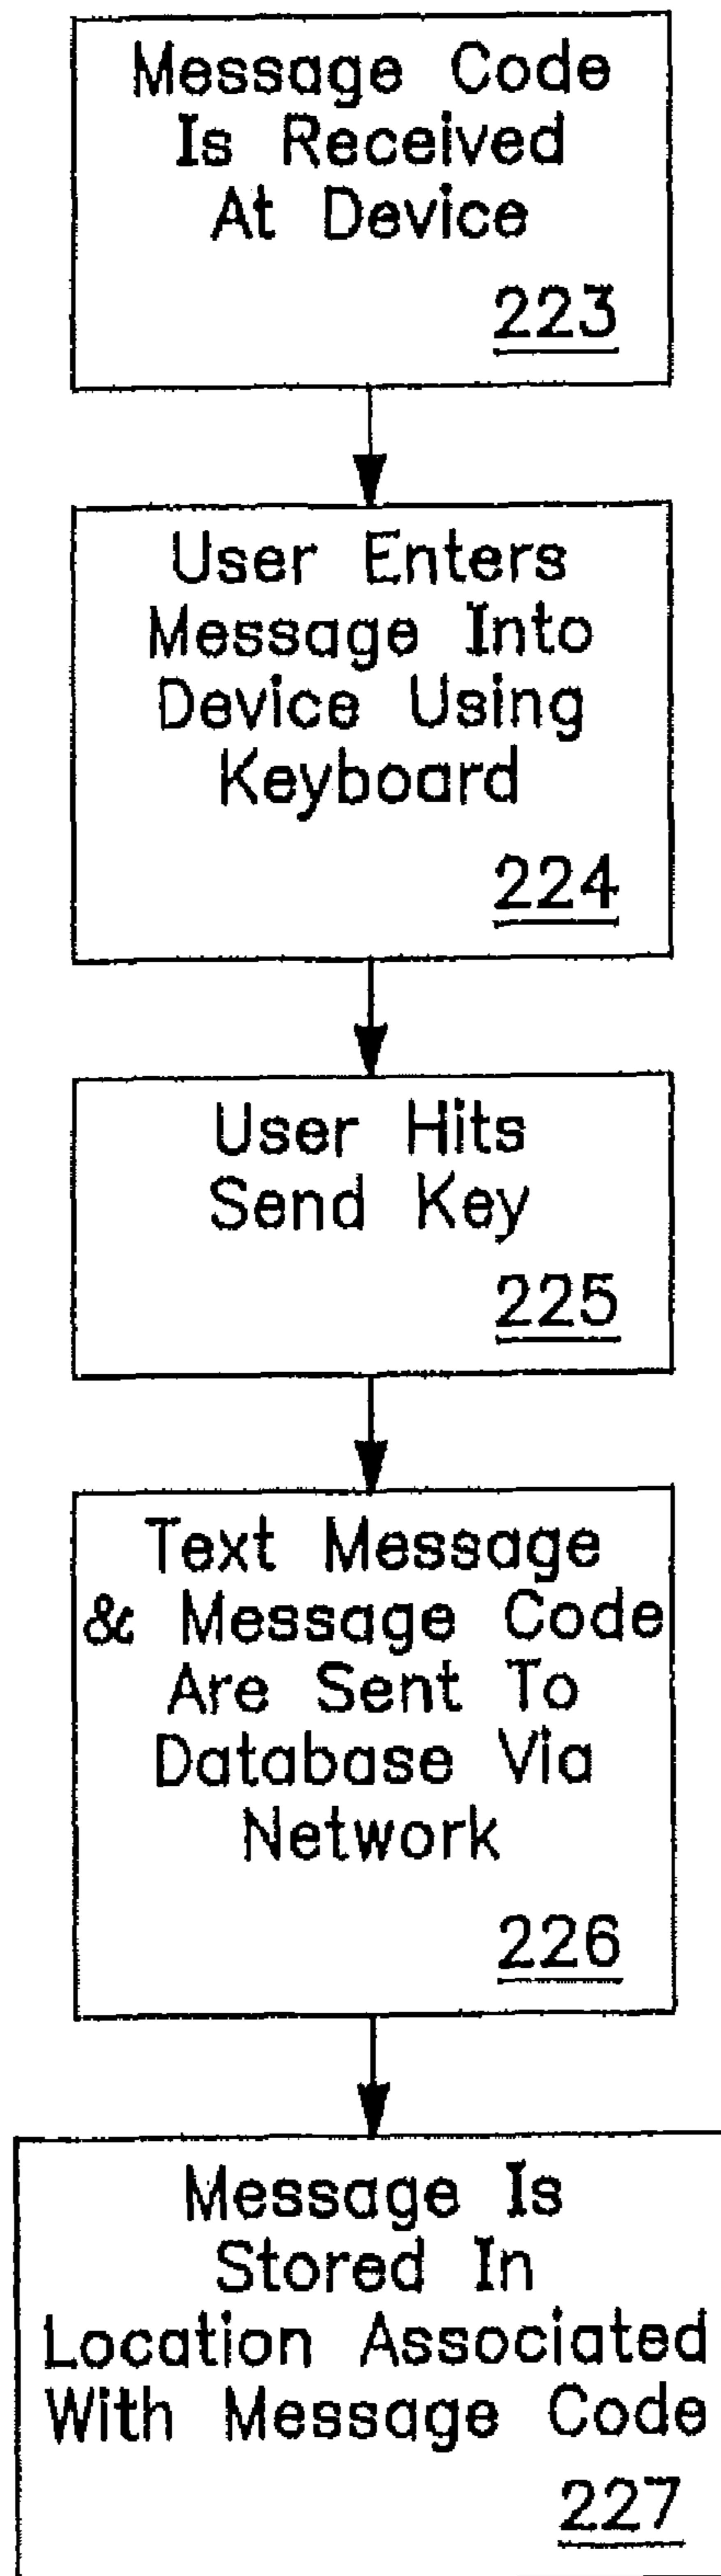 Message Code
Is Received
At Device
223
User Enters
Message Into
Device Using
Keyboard
224
User Hits
Send Key
225
Text Message
& Message Code
Are Sent To
Database Via
Network
226
Message Is
Stored In
Location Associated
With Message Code
227